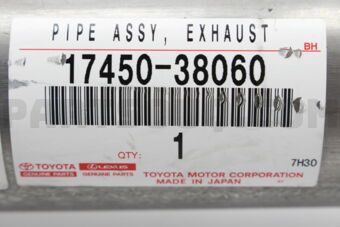 PIPE ASSY, EXHAUST
BH
17450-38060
QTY:
1
7H30
TOYOTA
GENUINE PARTS
LEXUS
GENUINE PARTS
TOYOTA MOTOR CORPORATION
MADE IN JAPAN